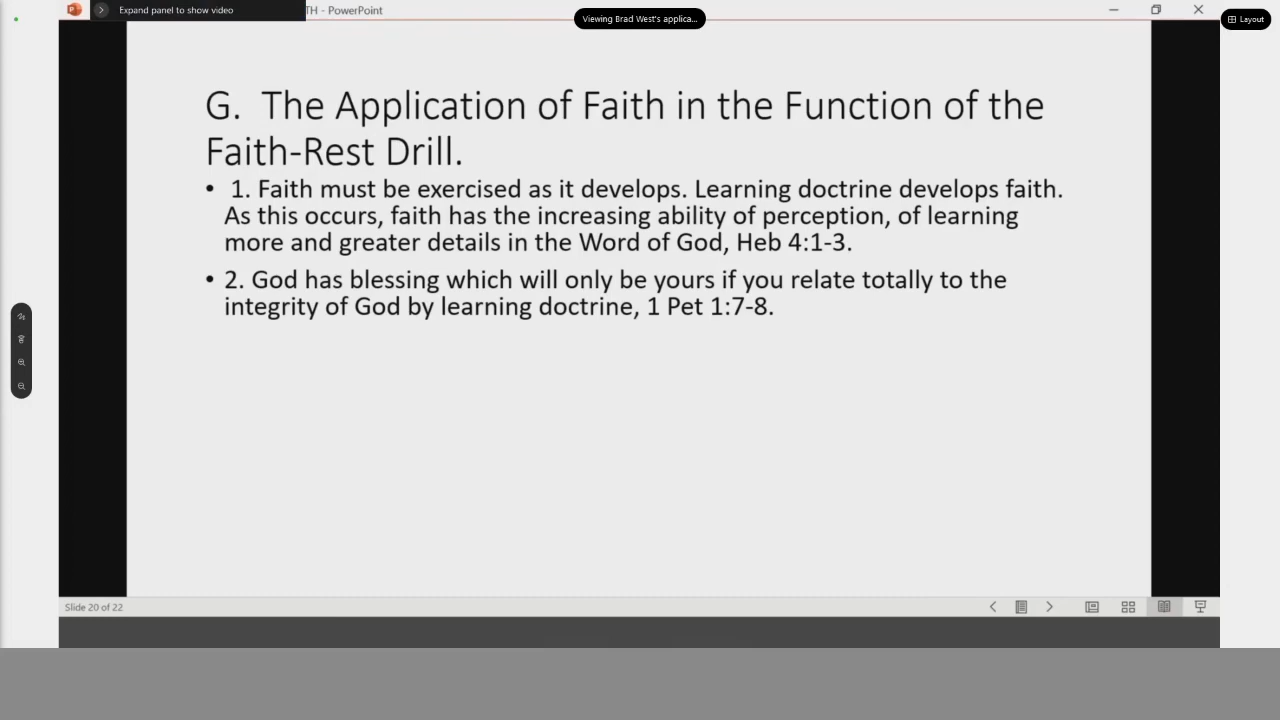 Expand panel to show video
TH - PowerPoint
Viewing Brad West's applica...
Layout
G. The Application of Faith in the Function of the
Faith-Rest Drill.
• 1. Faith must be exercised as it develops. Learning doctrine develops faith.
As this occurs, faith has the increasing ability of perception, of learning
more and greater details in the Word of God, Heb 4:1-3.
• 2. God has blessing which will only be yours if you relate totally to the
integrity of God by learning doctrine, 1 Pet 1:7-8.
Slide 20 of 22